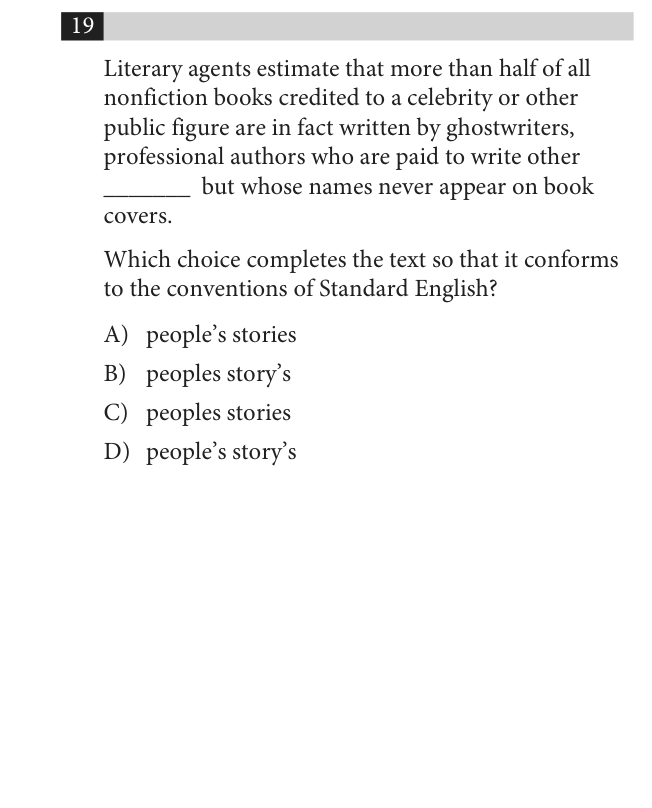 19
Literary agents estimate that more than half of all
nonfiction books credited to a celebrity or other
public figure are in fact written by ghostwriters,
professional authors who are paid to write other
_______ but whose names never appear on book
covers.
Which choice completes the text so that it conforms
to the conventions of Standard English?
A) people’s stories
B) peoples story’s
C) peoples stories
D) people’s story’s